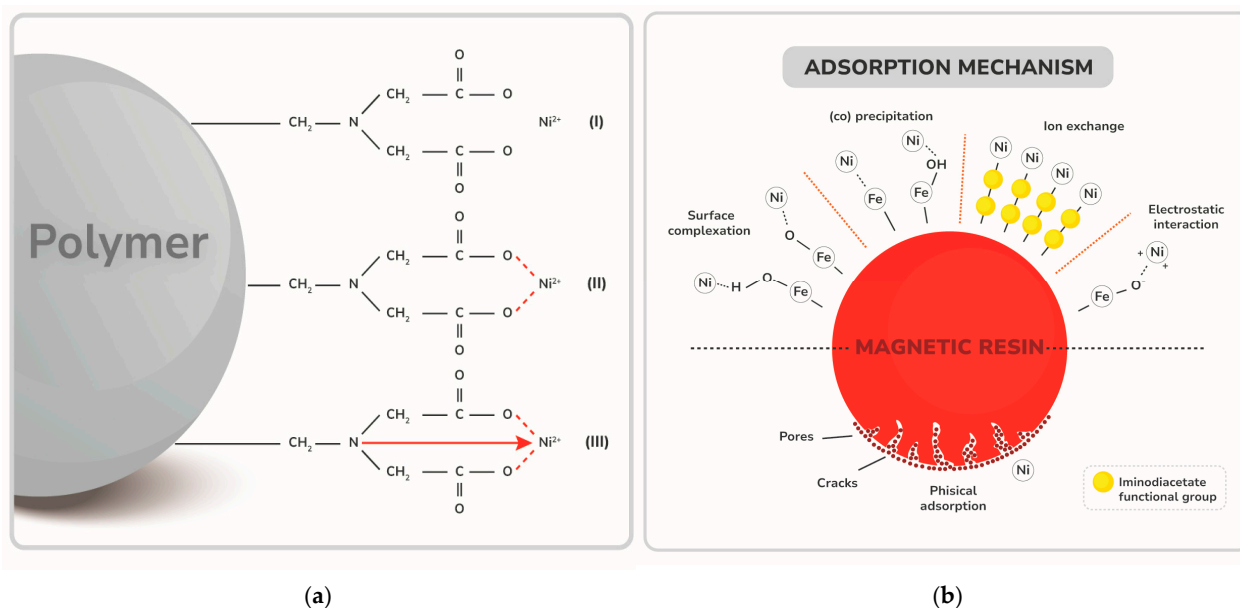 Polymer
O
||
CH₂ C O
CH₂ N Ni²⁺ (I)
CH₂ C O
||
O
O
||
CH₂ C O
CH₂ N Ni²⁺ (II)
CH₂ C O
||
O
O
||
CH₂ C O
CH₂ N Ni²⁺ (III)
CH₂ C O
||
O
(a)
ADSORPTION MECHANISM
(co) precipitation
Ni OH Fe
Ni Fe
Ion exchange
Ni Ni Ni Ni
Surface
complexation
Ni O Fe
Ni H O Fe
Electrostatic
interaction
+ Ni +
Fe O⁻
MAGNETIC RESIN
Pores
Cracks
Phisical
adsorption
Ni
Iminodiacetate
functional group
(b)